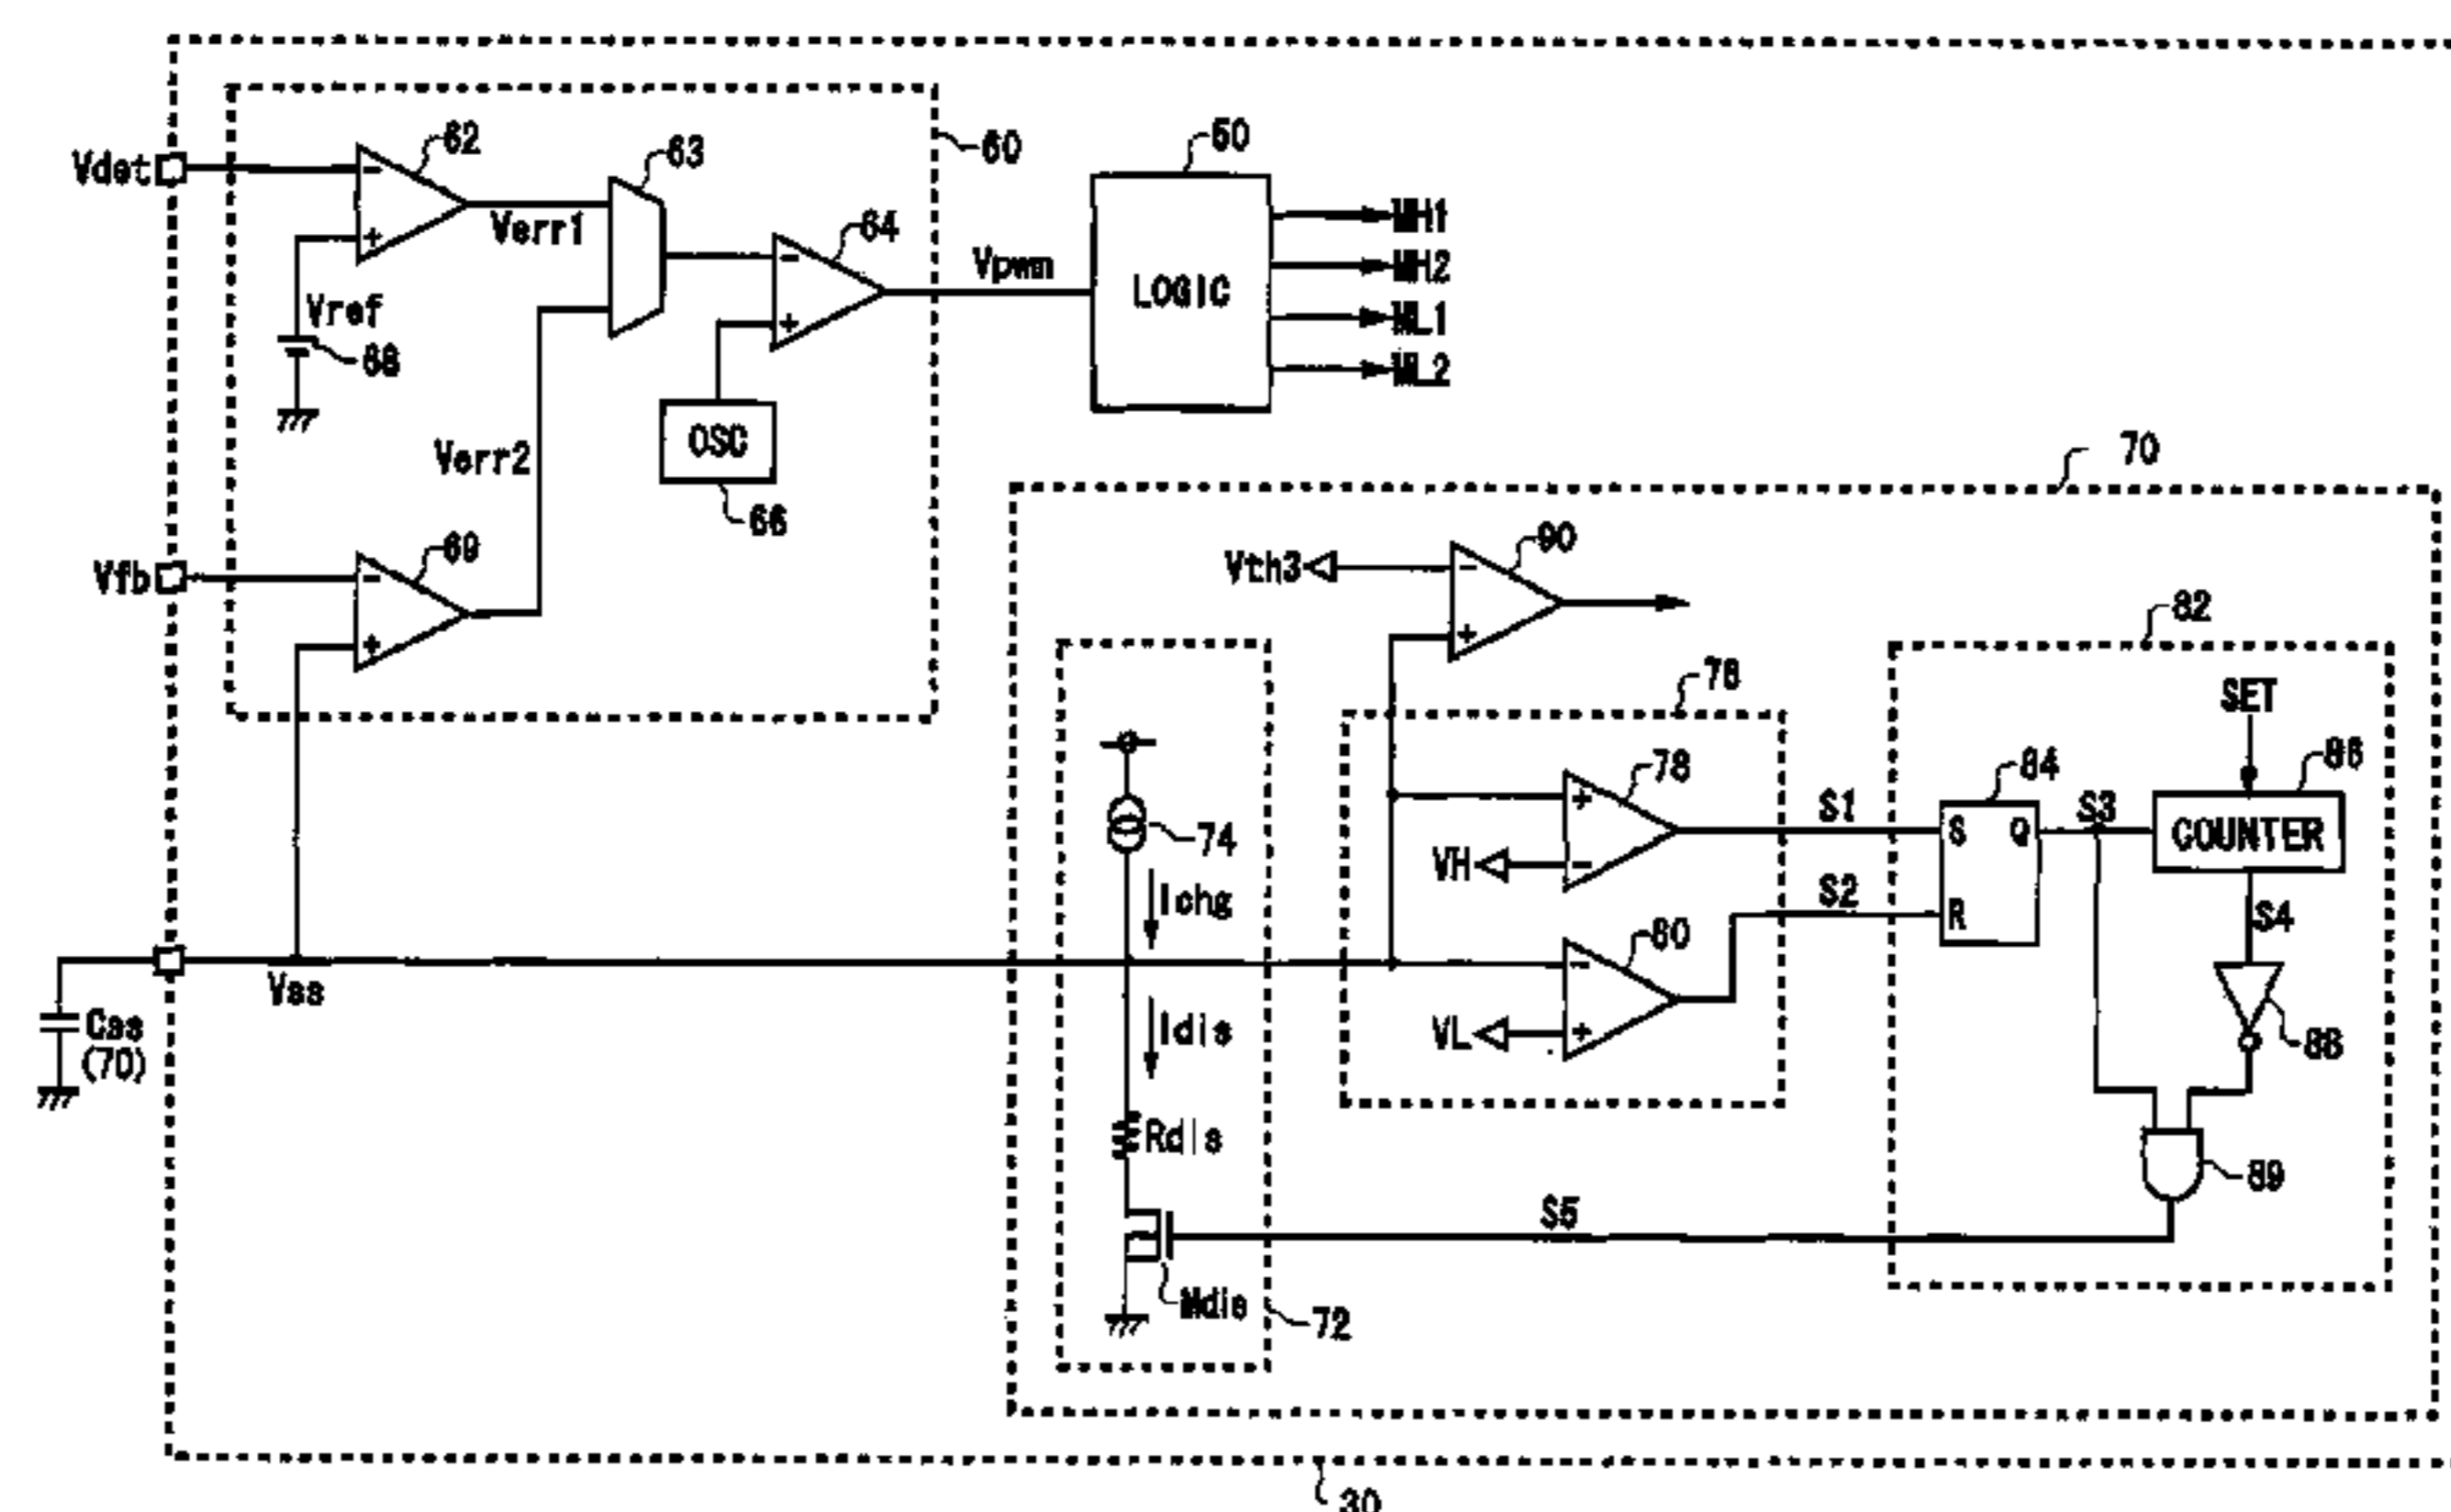 62
63
60
50
Vdet
Verr1
64
MH1
Vpwm
MH2
LOGIC
Vref
ML1
68
ML2
OSC
Verr2
70
66
90
69
Vth3
Vfb
82
76
SET
78
84
86
S1
S3
S Q
COUNTER
74
VH
Ichg
S2
R
S4
80
Vss
Css
Idis
VL
88
(70)
Rdis
89
S5
Mdis
72
30